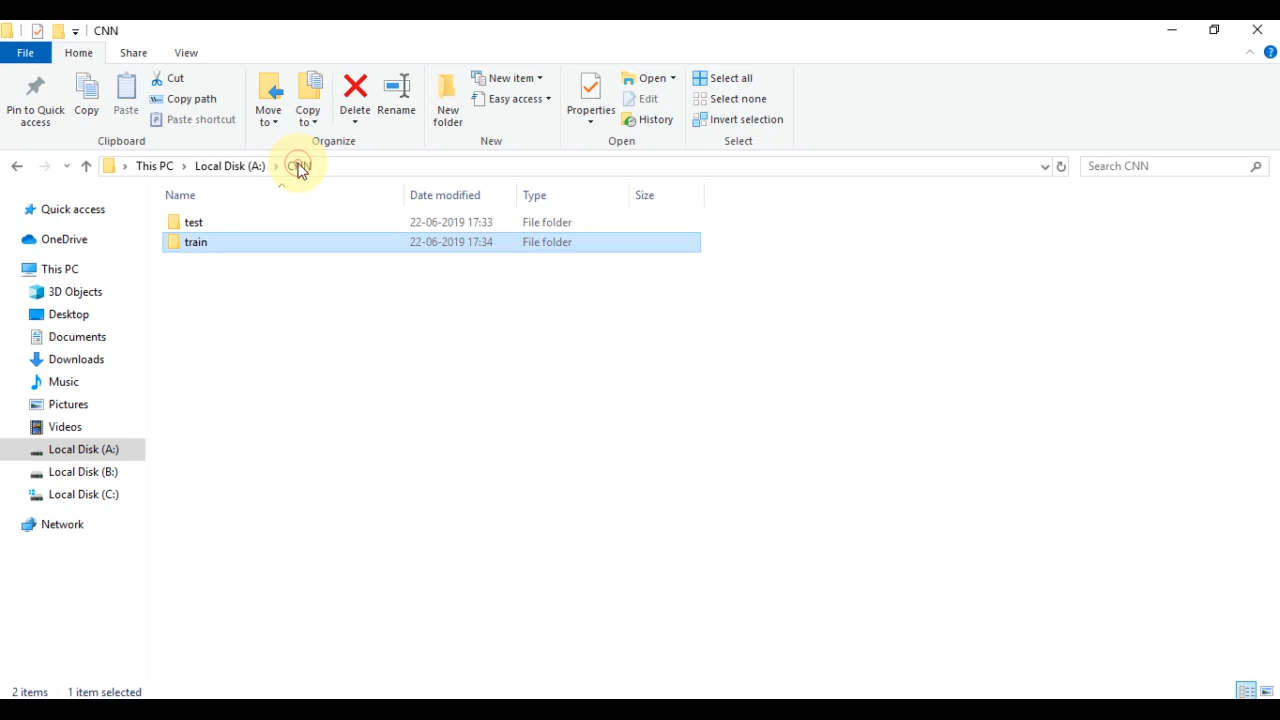 CNN
File Home Share View
Pin to Quick access
Copy
Paste
Cut
Copy path
Paste shortcut
Clipboard
Move to
Copy to
Delete
Rename
Organize
New folder
New item
Easy access
New
Properties
Open
Edit
History
Open
Select all
Select none
Invert selection
Select
This PC Local Disk (A:) CNN
Search CNN
Name Date modified Type Size
test 22-06-2019 17:33 File folder
train 22-06-2019 17:34 File folder
Quick access
OneDrive
This PC
3D Objects
Desktop
Documents
Downloads
Music
Pictures
Videos
Local Disk (A:)
Local Disk (B:)
Local Disk (C:)
Network
2 items 1 item selected